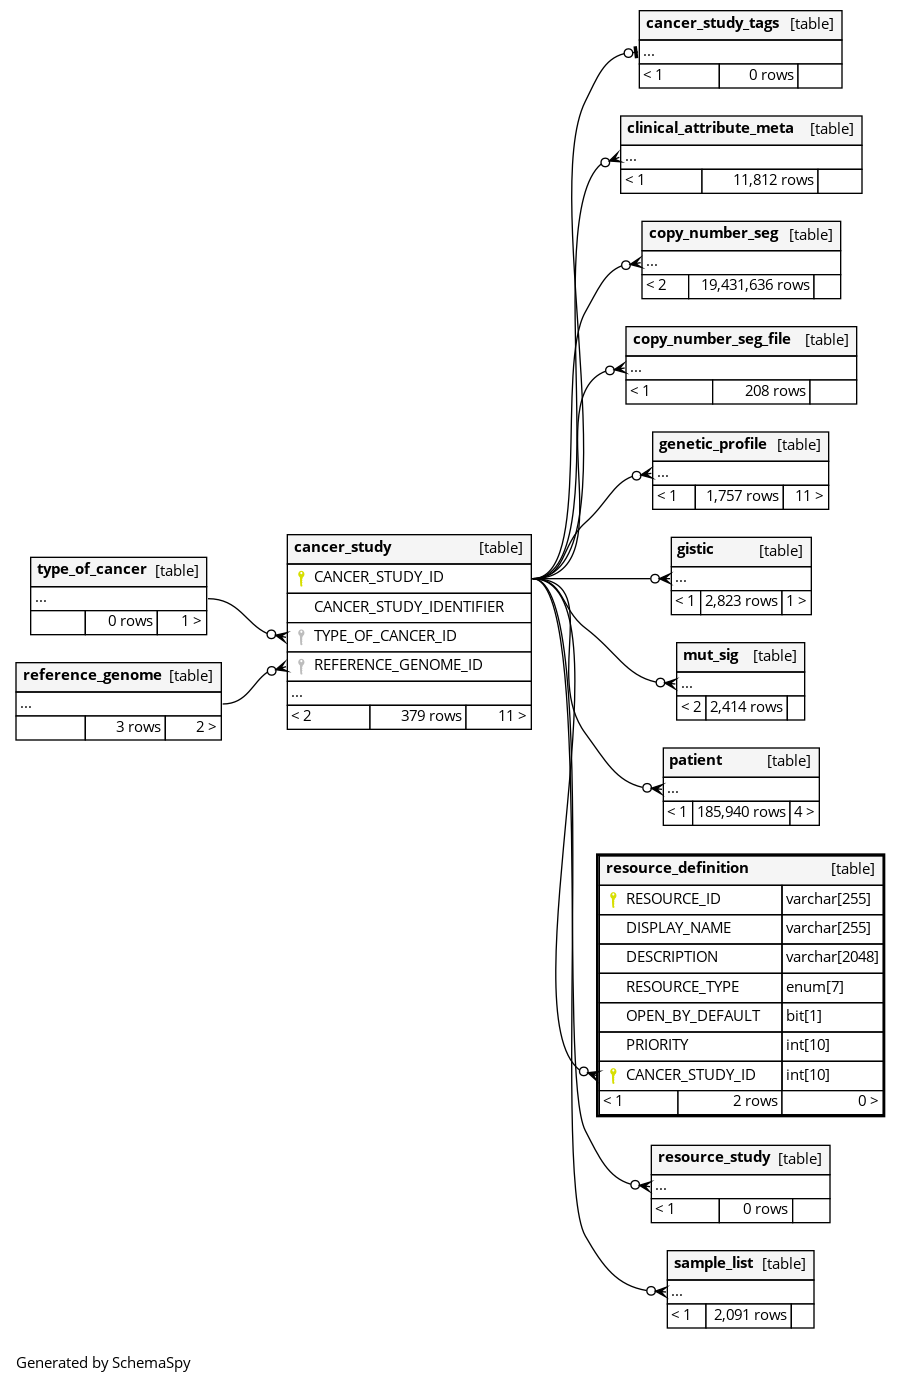 cancer_study_tags [table]
...
< 1 0 rows
clinical_attribute_meta [table]
...
< 1 11,812 rows
copy_number_seg [table]
...
< 2 19,431,636 rows
copy_number_seg_file [table]
...
< 1 208 rows
genetic_profile [table]
...
< 1 1,757 rows 11 >
gistic [table]
...
< 1 2,823 rows 1 >
mut_sig [table]
...
< 2 2,414 rows
patient [table]
...
< 1 185,940 rows 4 >
type_of_cancer [table]
...
0 rows 1 >
reference_genome [table]
...
3 rows 2 >
cancer_study [table]
CANCER_STUDY_ID
CANCER_STUDY_IDENTIFIER
TYPE_OF_CANCER_ID
REFERENCE_GENOME_ID
...
< 2 379 rows 11 >
resource_definition [table]
RESOURCE_ID varchar[255]
DISPLAY_NAME varchar[255]
DESCRIPTION varchar[2048]
RESOURCE_TYPE enum[7]
OPEN_BY_DEFAULT bit[1]
PRIORITY int[10]
CANCER_STUDY_ID int[10]
< 1 2 rows 0 >
resource_study [table]
...
< 1 0 rows
sample_list [table]
...
< 1 2,091 rows
Generated by SchemaSpy